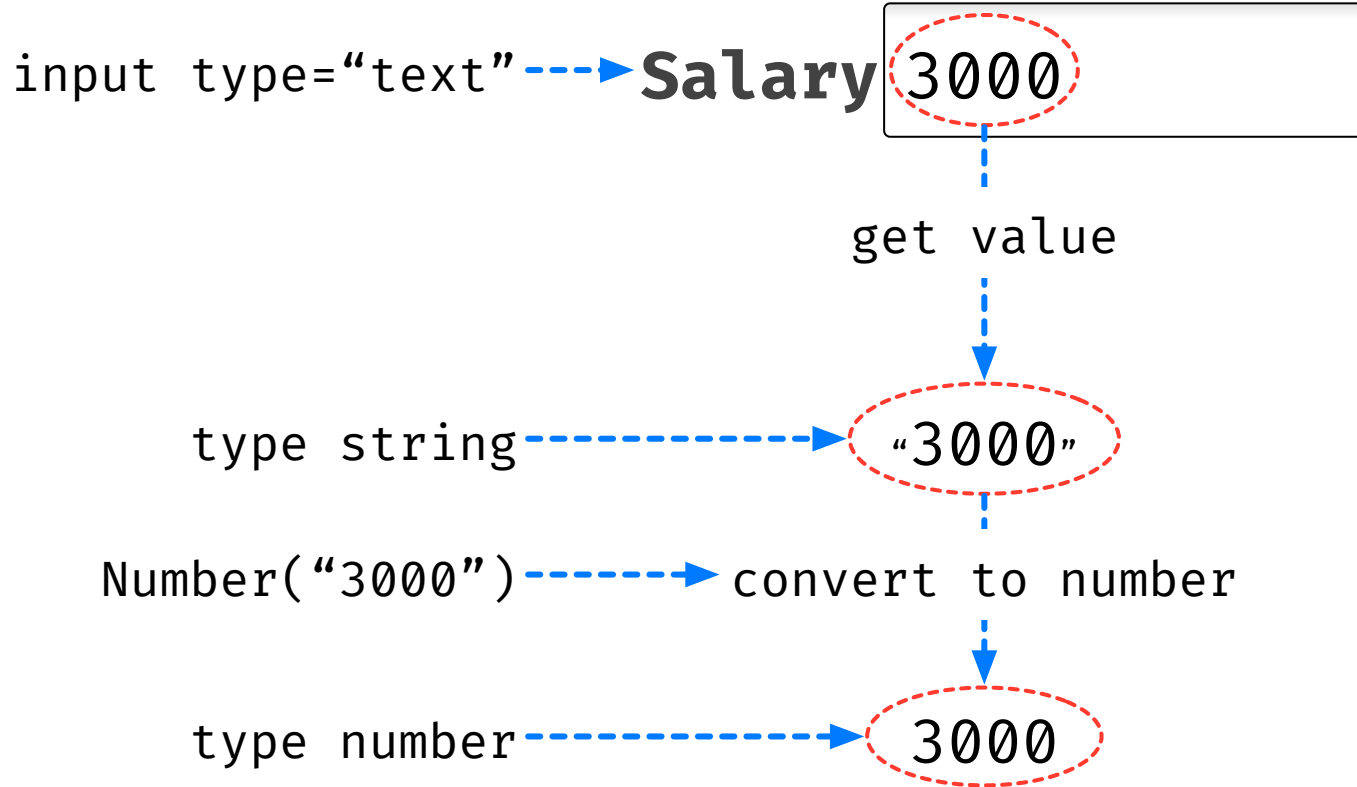 input type=“text” Salary 3000
get value
type string “3000”
Number(“3000”) convert to number
type number 3000